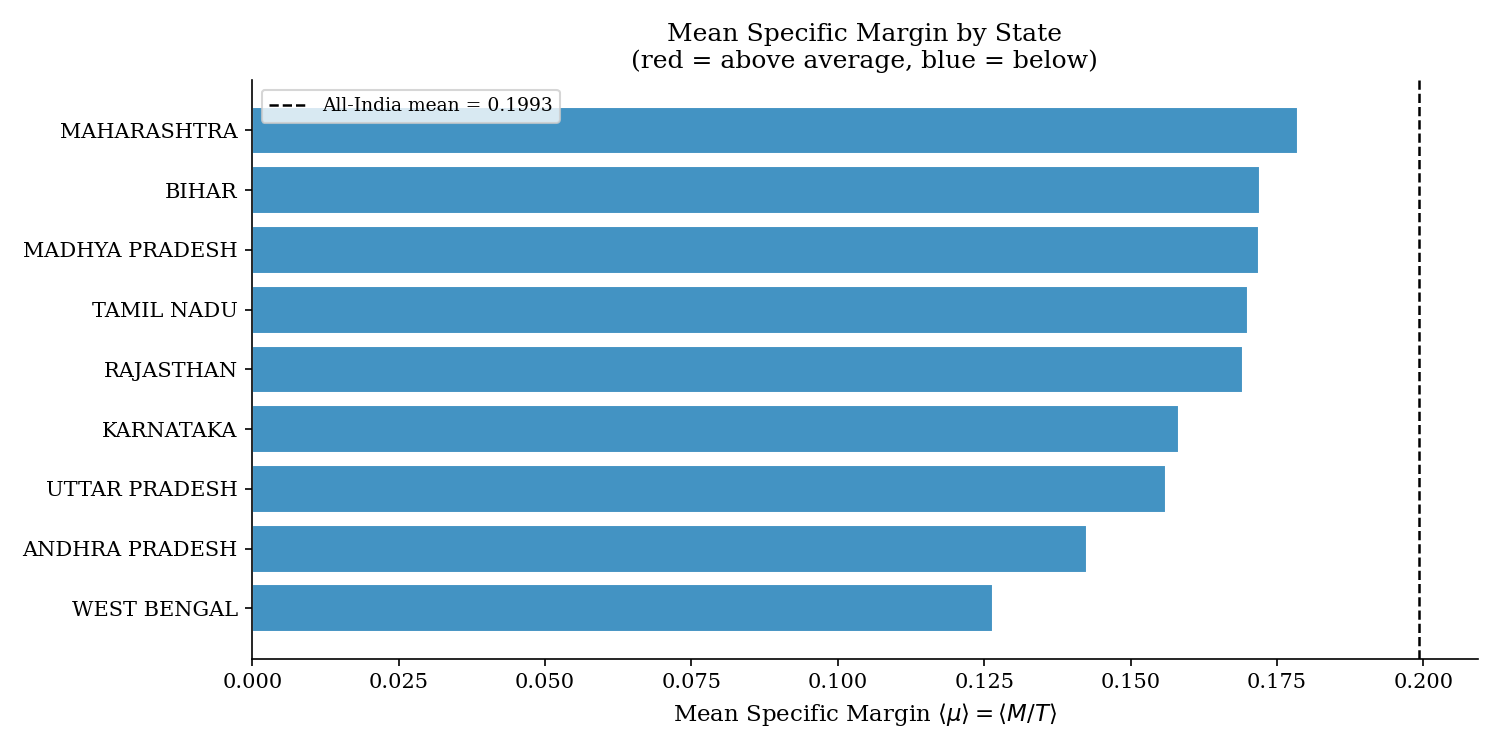 Mean Specific Margin by State
(red = above average, blue = below)
All-India mean = 0.1993
MAHARASHTRA
BIHAR
MADHYA PRADESH
TAMIL NADU
RAJASTHAN
KARNATAKA
UTTAR PRADESH
ANDHRA PRADESH
WEST BENGAL
0.000 0.025 0.050 0.075 0.100 0.125 0.150 0.175 0.200
Mean Specific Margin ⟨μ⟩ = ⟨M/T⟩